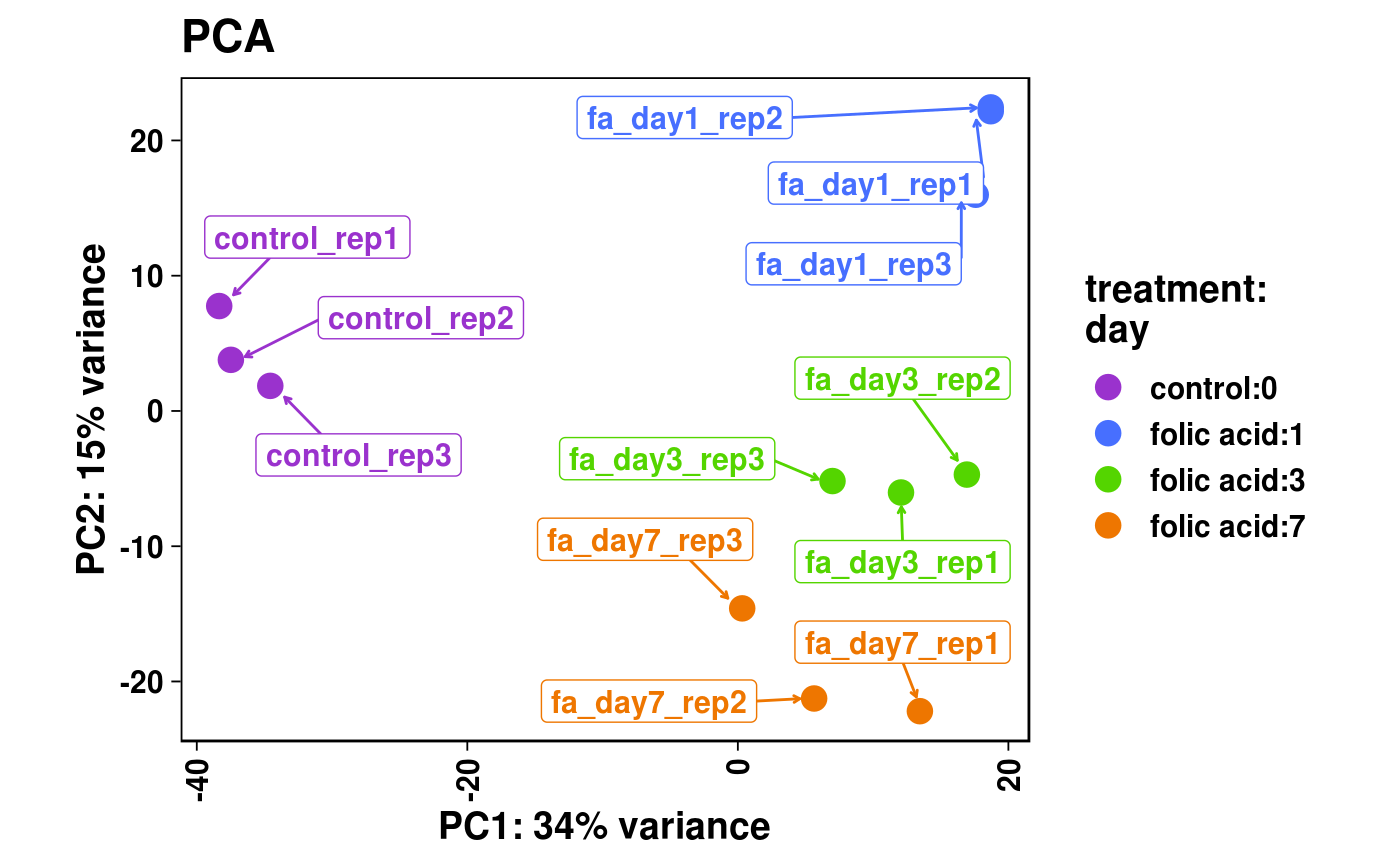 PCA
fa_day1_rep2
fa_day1_rep1
fa_day1_rep3
control_rep1
control_rep2
control_rep3
fa_day3_rep2
fa_day3_rep3
fa_day3_rep1
fa_day7_rep3
fa_day7_rep1
fa_day7_rep2
20
10
0
-10
-20
PC2: 15% variance
-40
-20
0
20
PC1: 34% variance
treatment:
day
control:0
folic acid:1
folic acid:3
folic acid:7